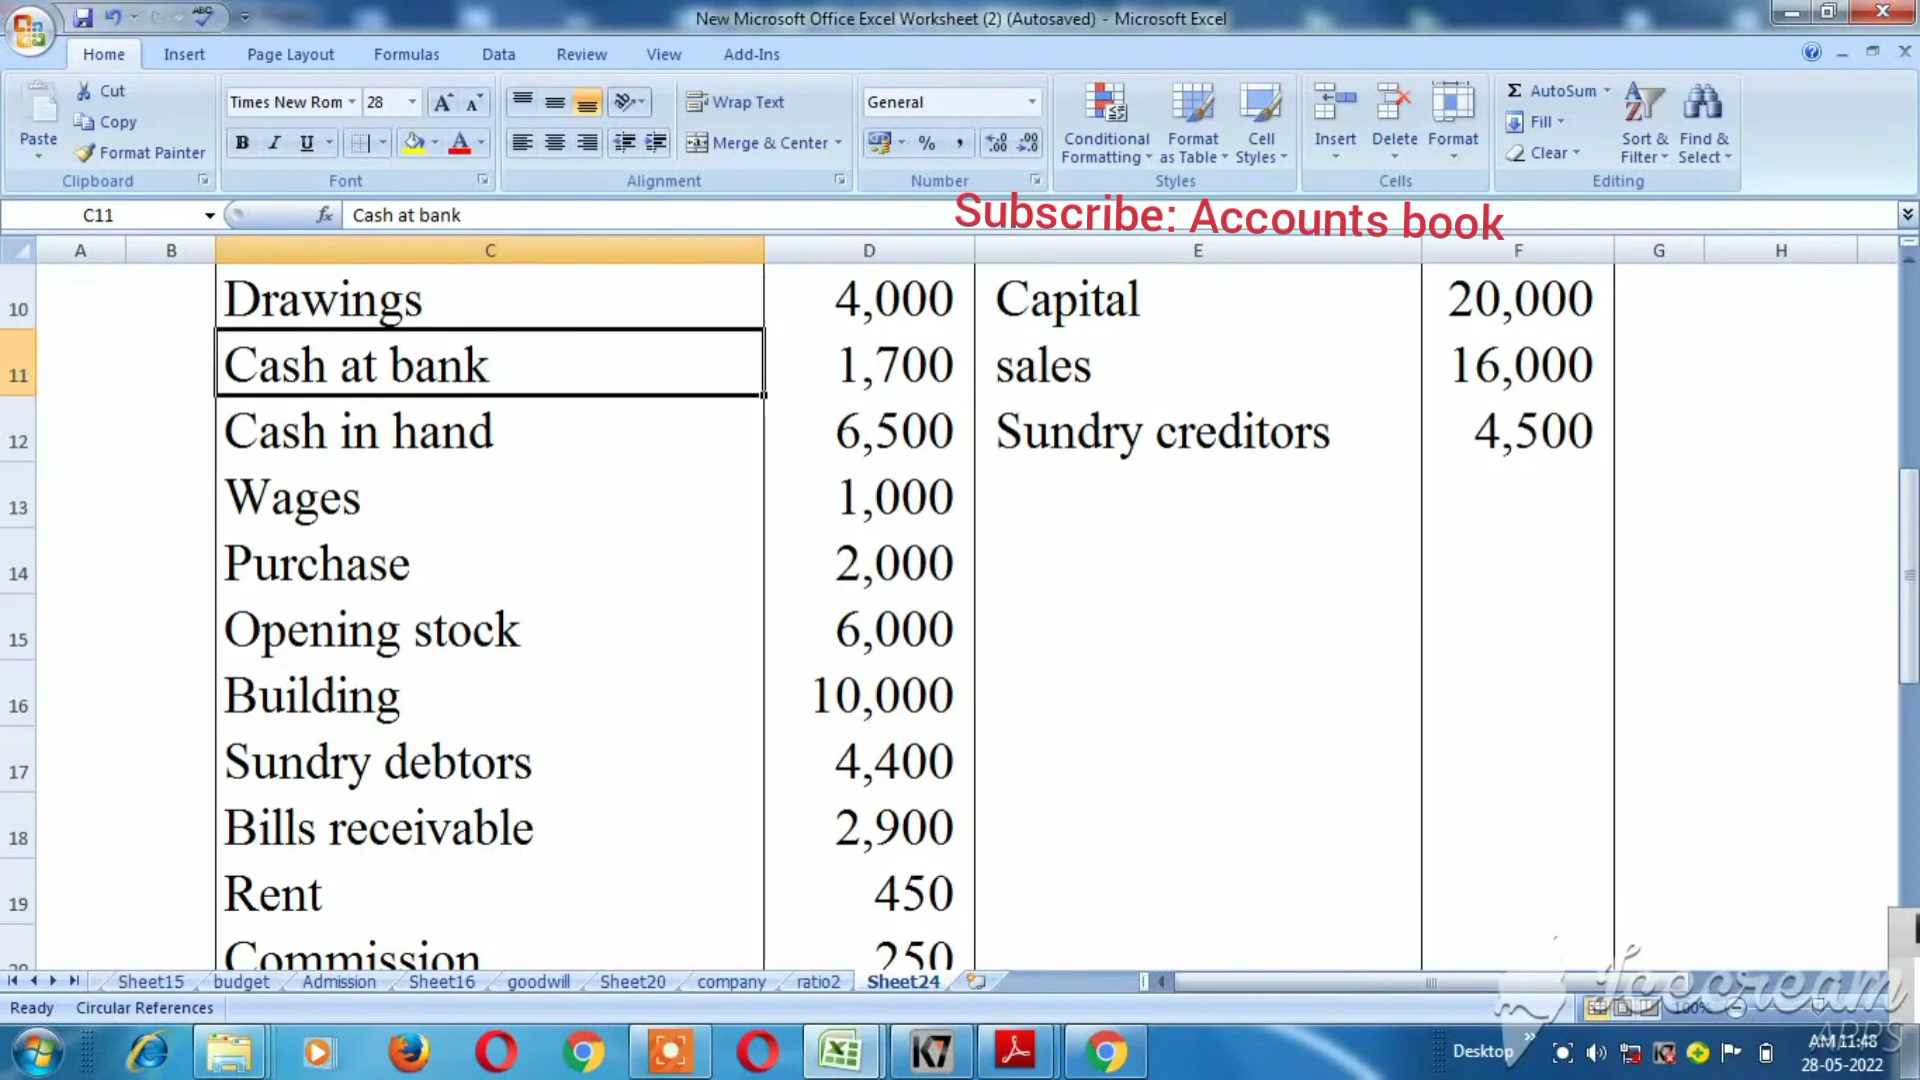 New Microsoft Office Excel Worksheet (2) (Autosaved) - Microsoft Excel
Home Insert Page Layout Formulas Data Review View Add-Ins
Paste Cut Copy Format Painter Clipboard
Times New Rom 28 B I U Font
Wrap Text Merge & Center Alignment
General % , Number
Conditional Formatting Format as Table Cell Styles Styles
Insert Delete Format Cells
Σ AutoSum Fill Clear Sort & Filter Find & Select Editing
C11 fx Cash at bank
Subscribe: Accounts book
A B C D E F G H
10 Drawings 4,000 Capital 20,000
11 Cash at bank 1,700 sales 16,000
12 Cash in hand 6,500 Sundry creditors 4,500
13 Wages 1,000
14 Purchase 2,000
15 Opening stock 6,000
16 Building 10,000
17 Sundry debtors 4,400
18 Bills receivable 2,900
19 Rent 450
20 Commission 250
Sheet15 budget Admission Sheet16 goodwill Sheet20 company ratio2 Sheet24
Icecream
APPS
Ready Circular References 100%
K7 Desktop » AM 11:48
28-05-2022